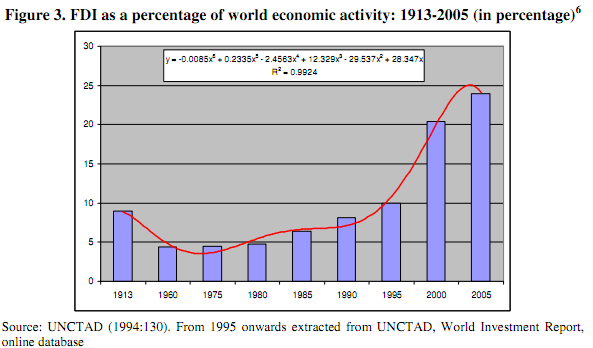 Figure 3. FDI as a percentage of world economic activity: 1913-2005 (in percentage)⁶
y = -0.0085x⁶ + 0.2335x⁵ - 2.4563x⁴ + 12.329x³ - 29.537x² + 28.347x
R² = 0.9924
30
25
20
15
10
5
0
1913 1960 1975 1980 1985 1990 1995 2000 2005
Source: UNCTAD (1994:130). From 1995 onwards extracted from UNCTAD, World Investment Report,
online database